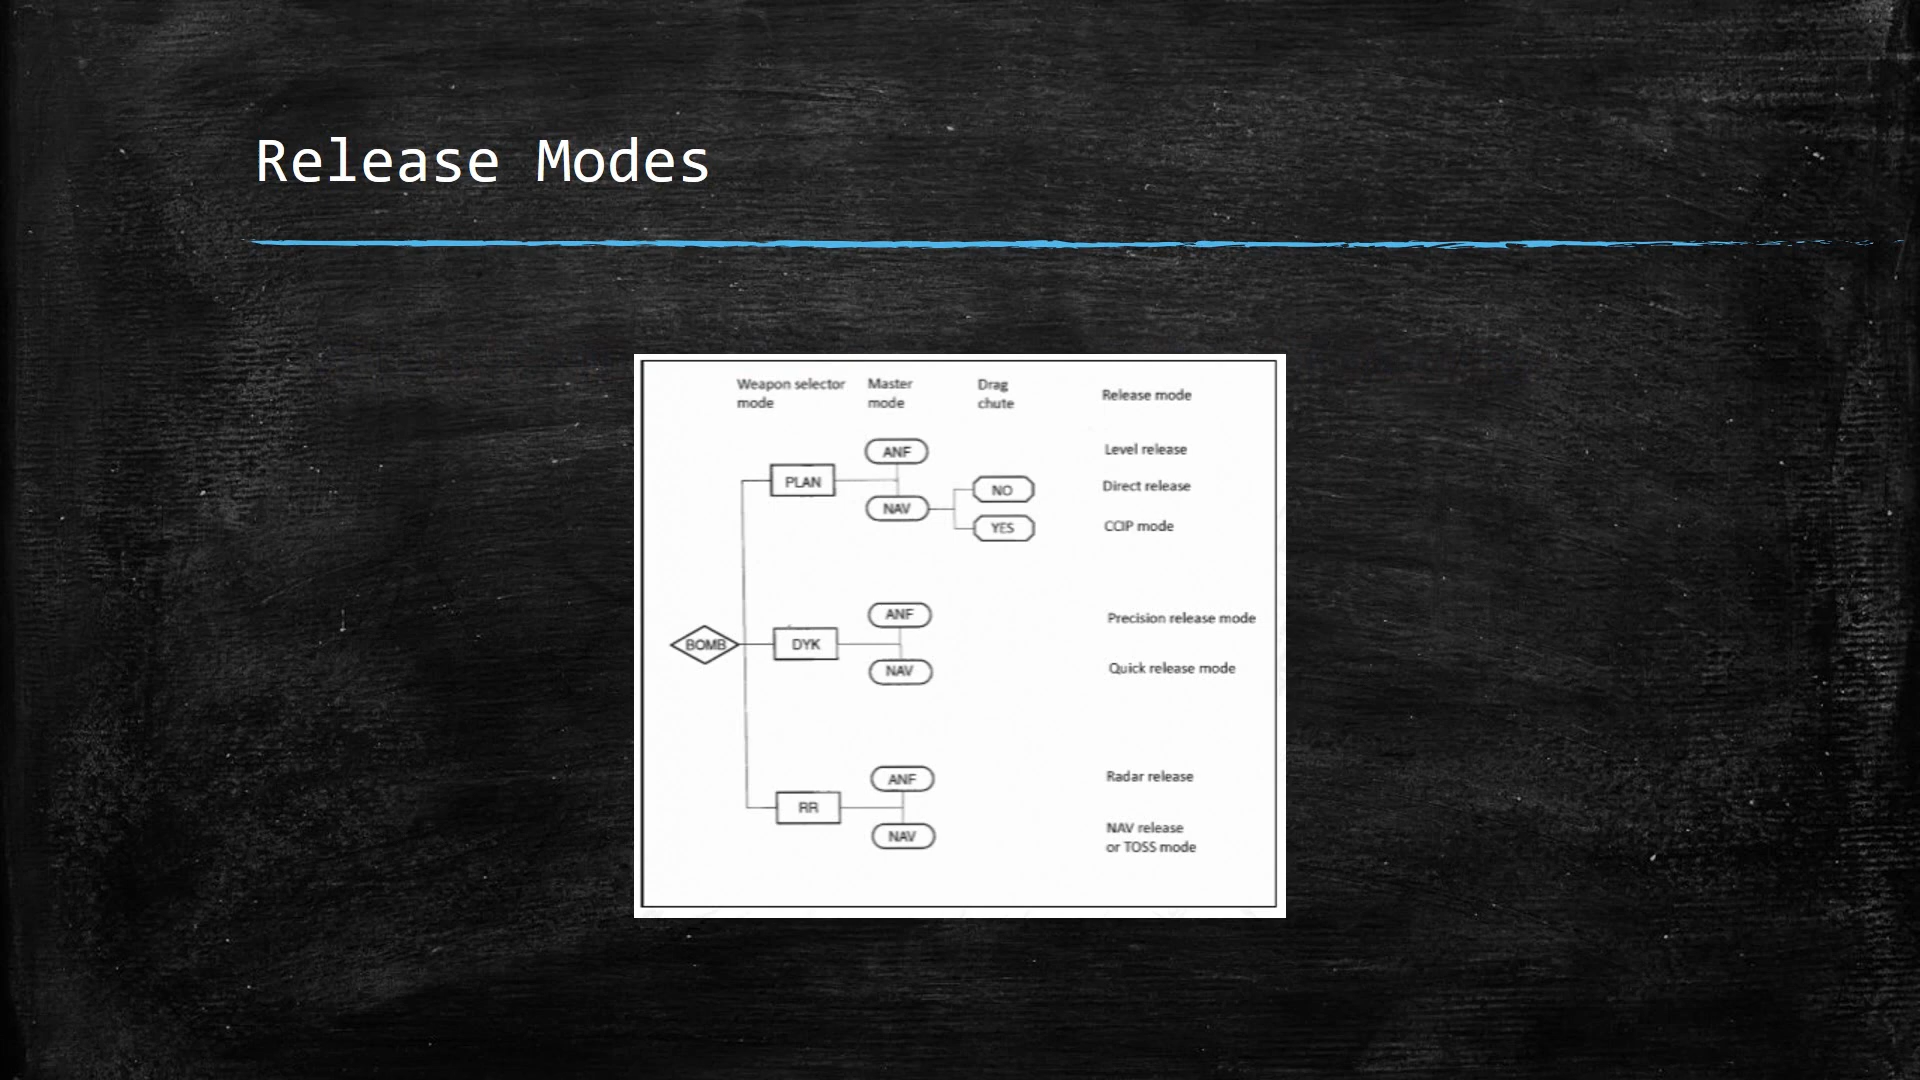 Release Modes
Weapon selector
mode
Master
mode
Drag
chute
Release mode
ANF
Level release
PLAN
NO
Direct release
NAV
YES
CCIP mode
ANF
Precision release mode
BOMB
DYK
NAV
Quick release mode
ANF
Radar release
RR
NAV
NAV release
or TOSS mode